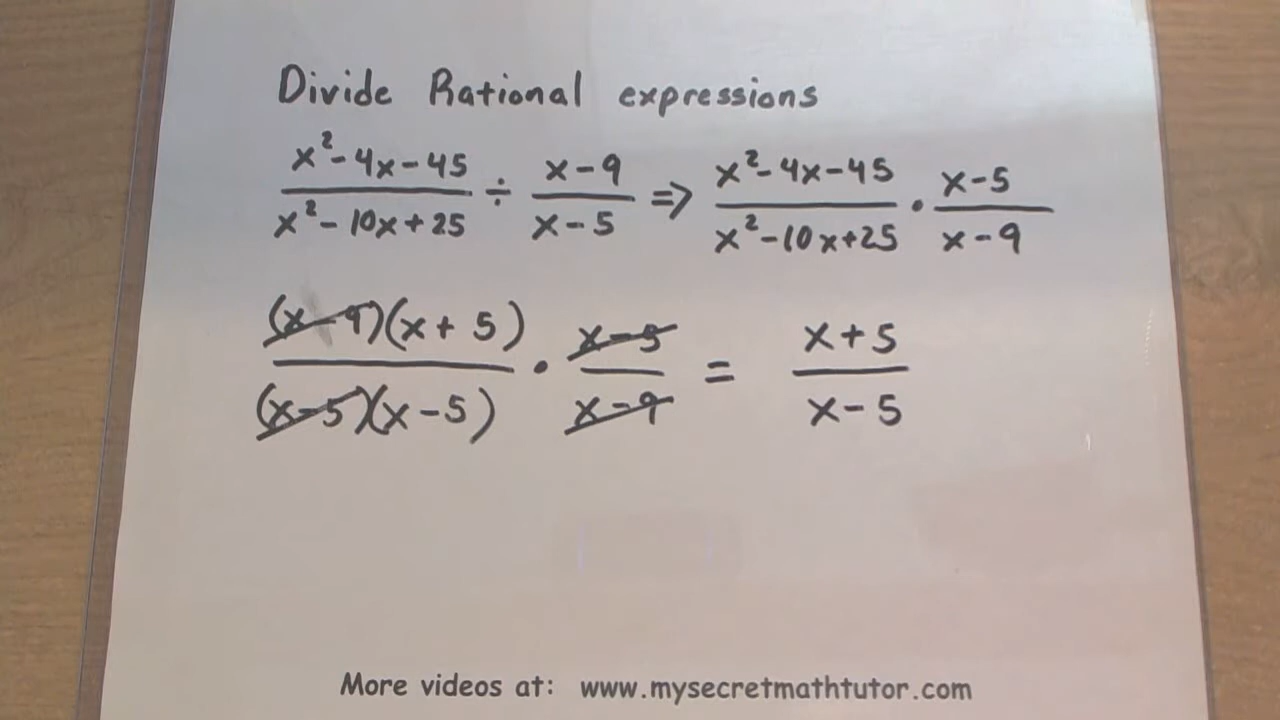 Divide Rational expressions
x²-4x-45 / x²-10x+25 ÷ x-9 / x-5 => x²-4x-45 / x²-10x+25 · x-5 / x-9
(x-9)(x+5) / (x-5)(x-5) · x-5 / x-9 = x+5 / x-5
More videos at: www.mysecretmathtutor.com